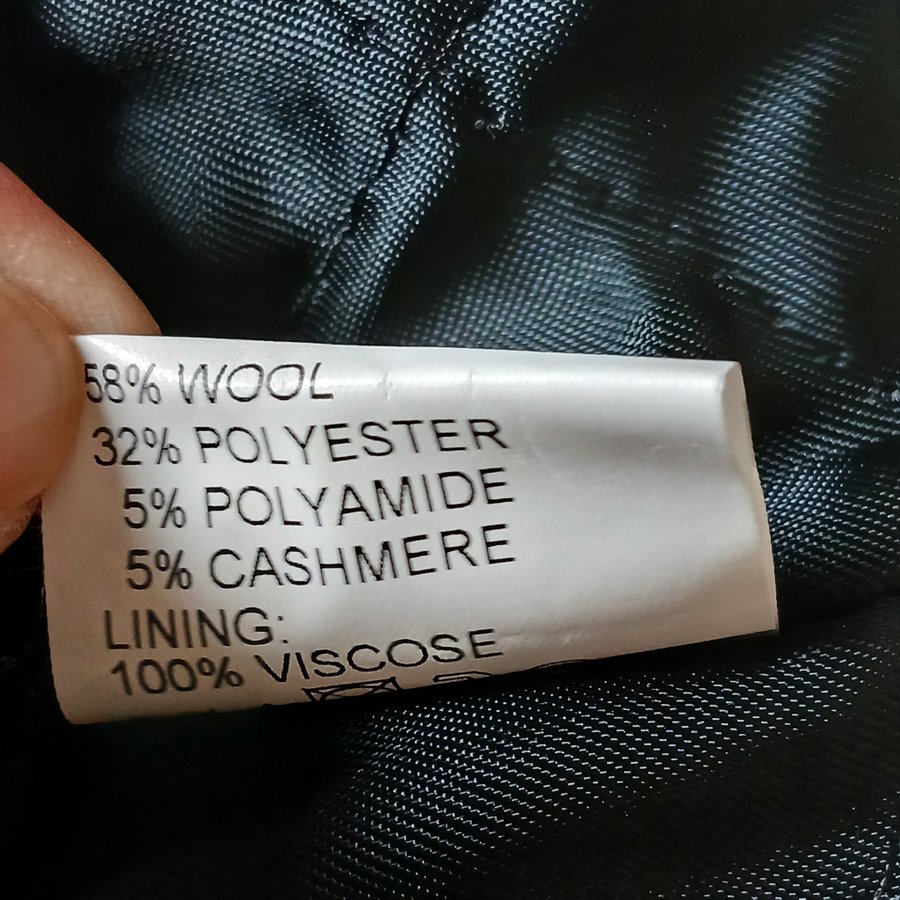 58% WOOL
32% POLYESTER
5% POLYAMIDE
5% CASHMERE
LINING:
100% VISCOSE